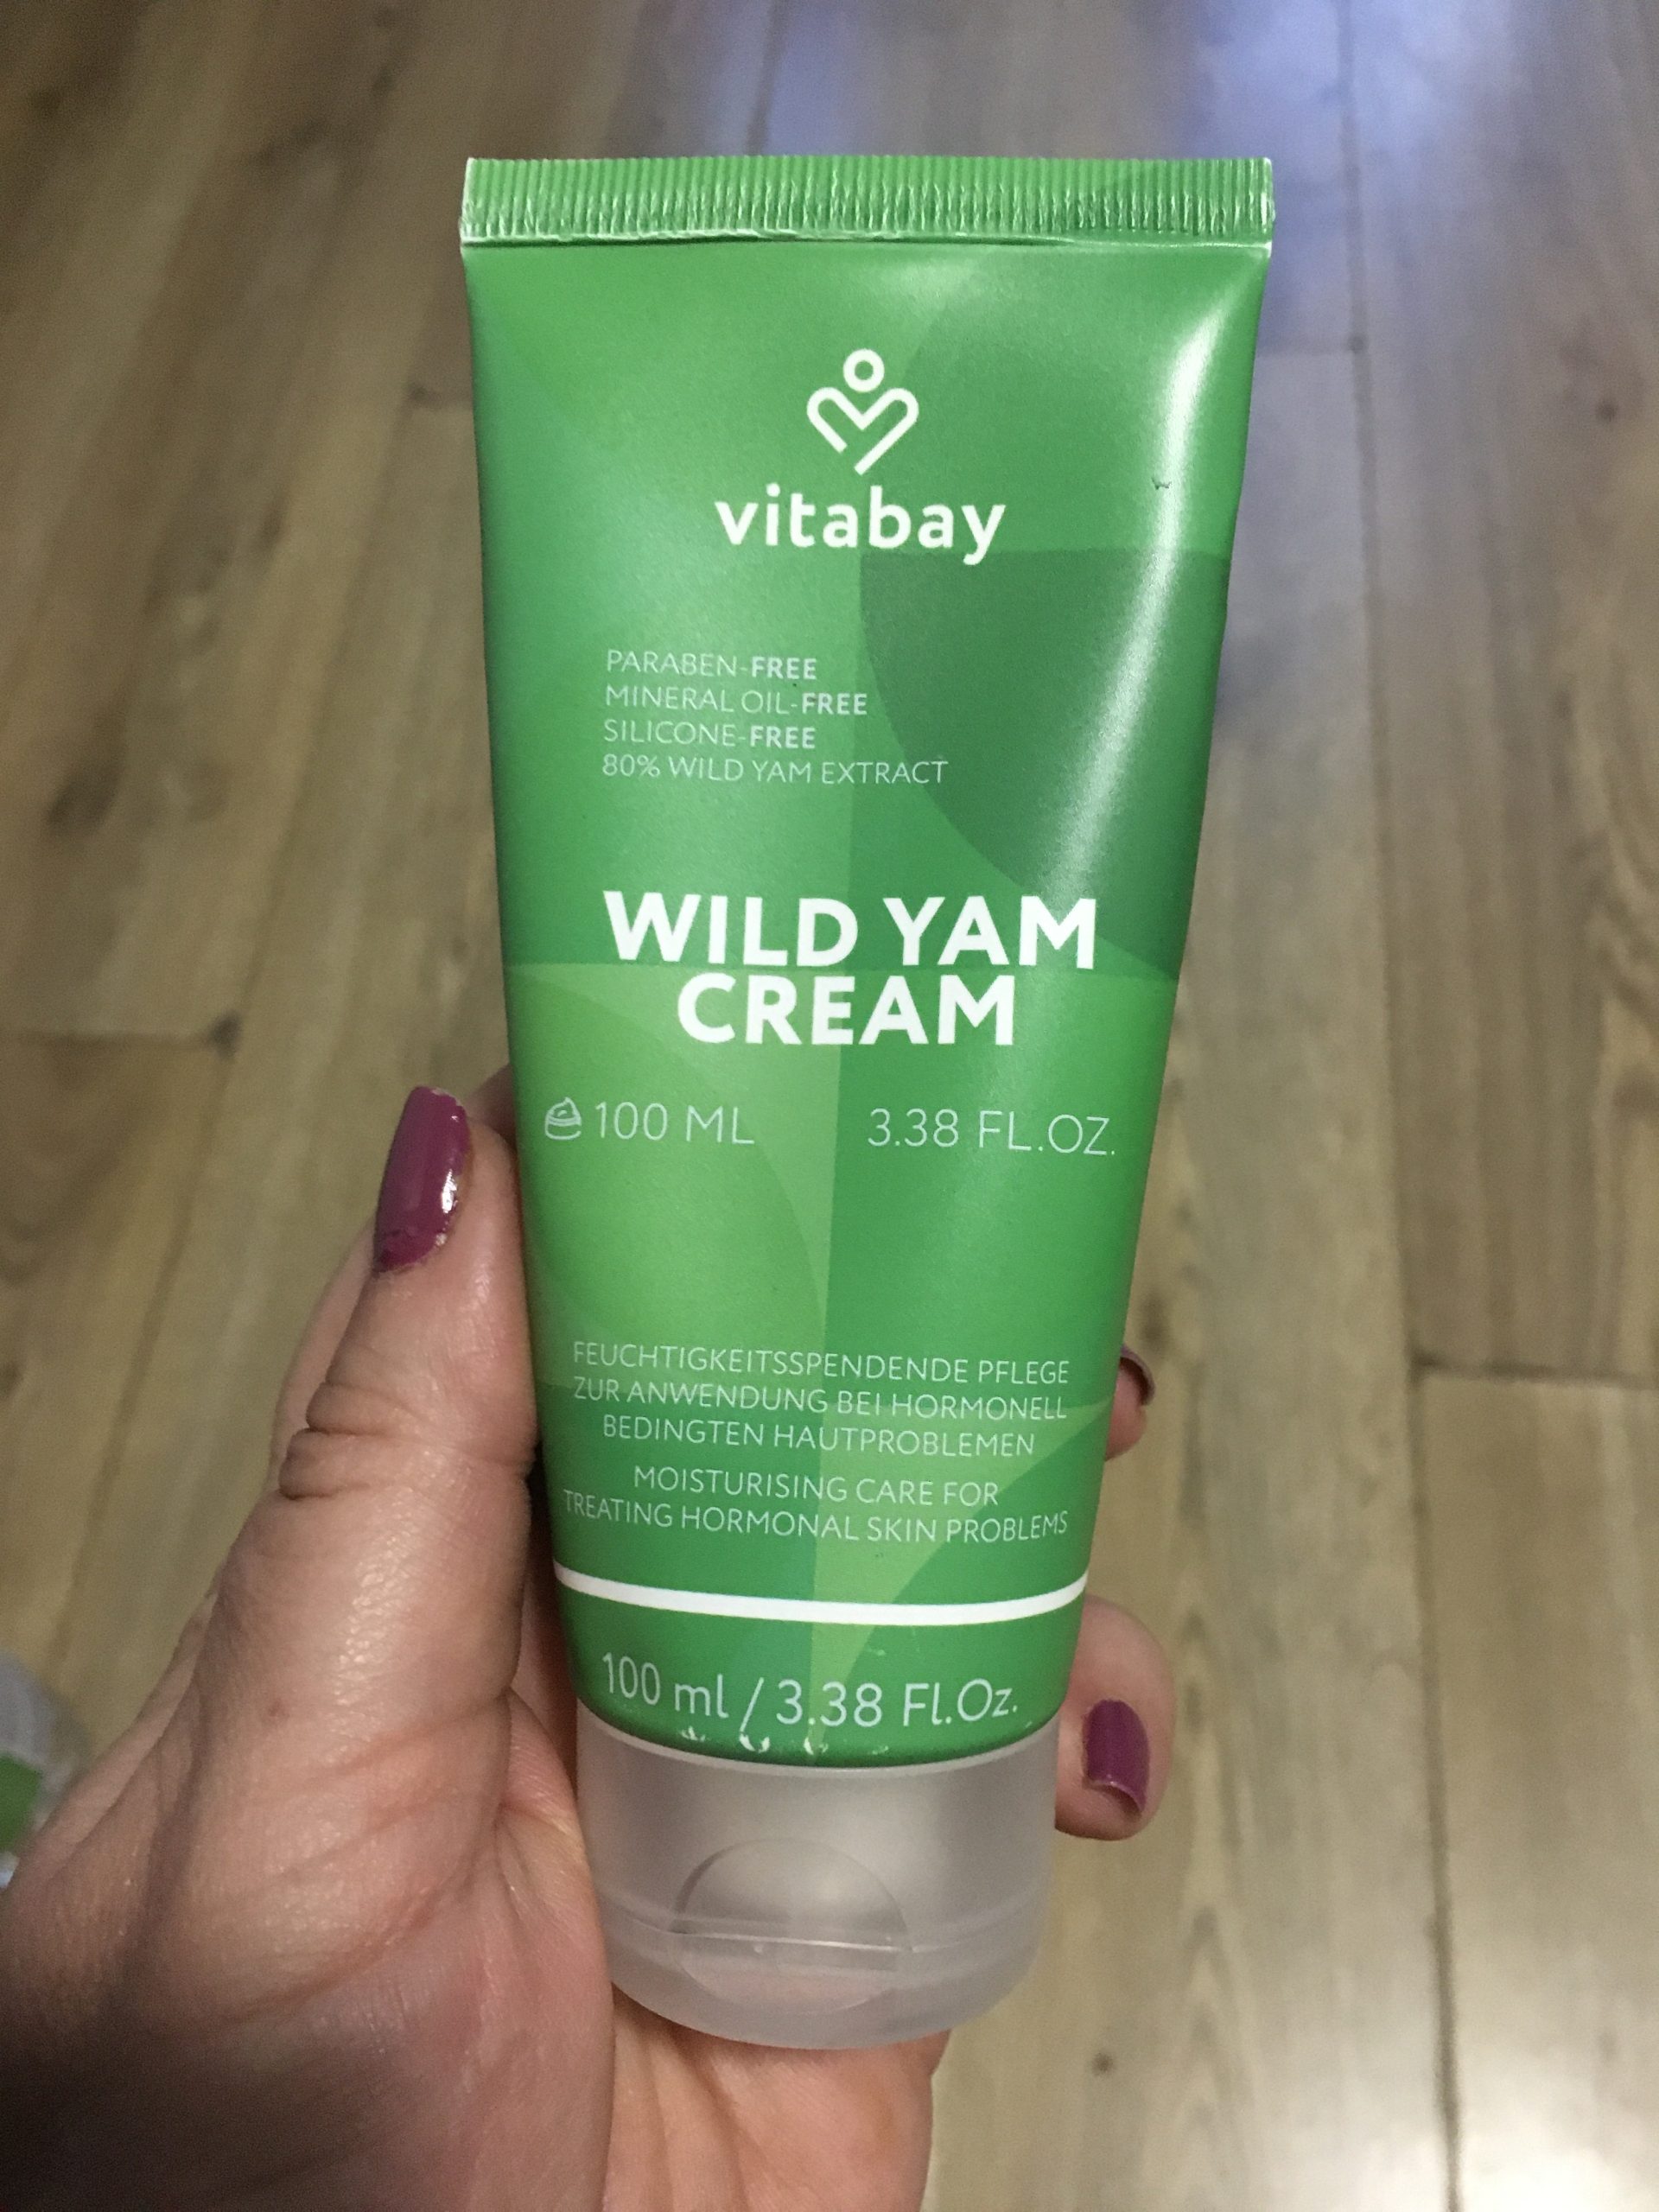 vitabay
PARABEN-FREE
MINERAL OIL-FREE
SILICONE-FREE
80% WILD YAM EXTRACT
WILD YAM
CREAM
100 ML 3.38 FL.OZ.
FEUCHTIGKEITSSPENDENDE PFLEGE
ZUR ANWENDUNG BEI HORMONELL
BEDINGTEN HAUTPROBLEMEN
MOISTURISING CARE FOR
TREATING HORMONAL SKIN PROBLEMS
100 ml / 3.38 Fl.Oz.